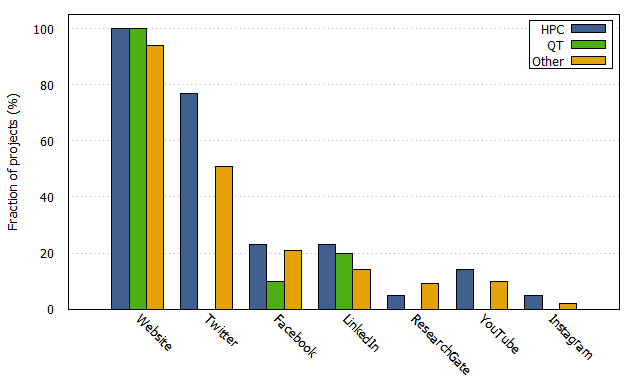 Fraction of projects (%)
100
80
60
40
20
0
HPC
QT
Other
Website
Twitter
Facebook
LinkedIn
ResearchGate
YouTube
Instagram